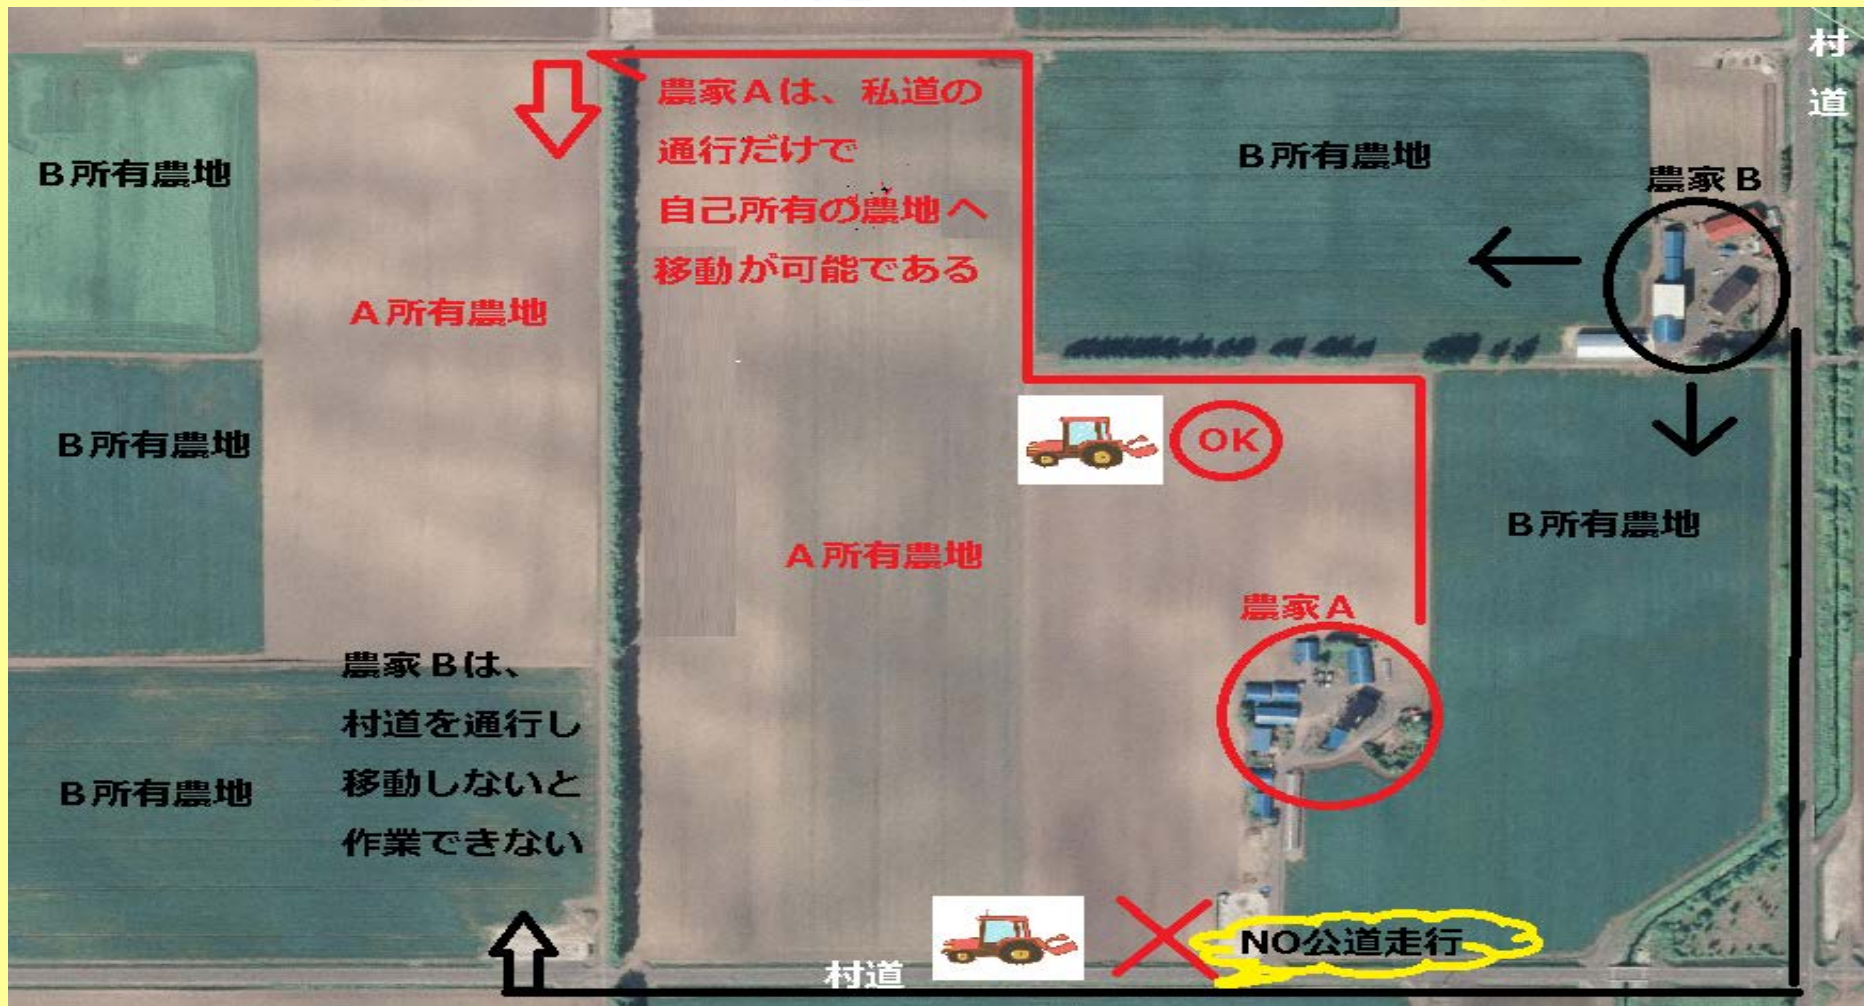 村
道
農家Aは、私道の
通行だけで
自己所有の農地へ
移動が可能である
B所有農地
B所有農地
農家B
A所有農地
OK
B所有農地
B所有農地
A所有農地
農家A
農家Bは、
村道を通行し
移動しないと
作業できない
B所有農地
NO公道走行
村道